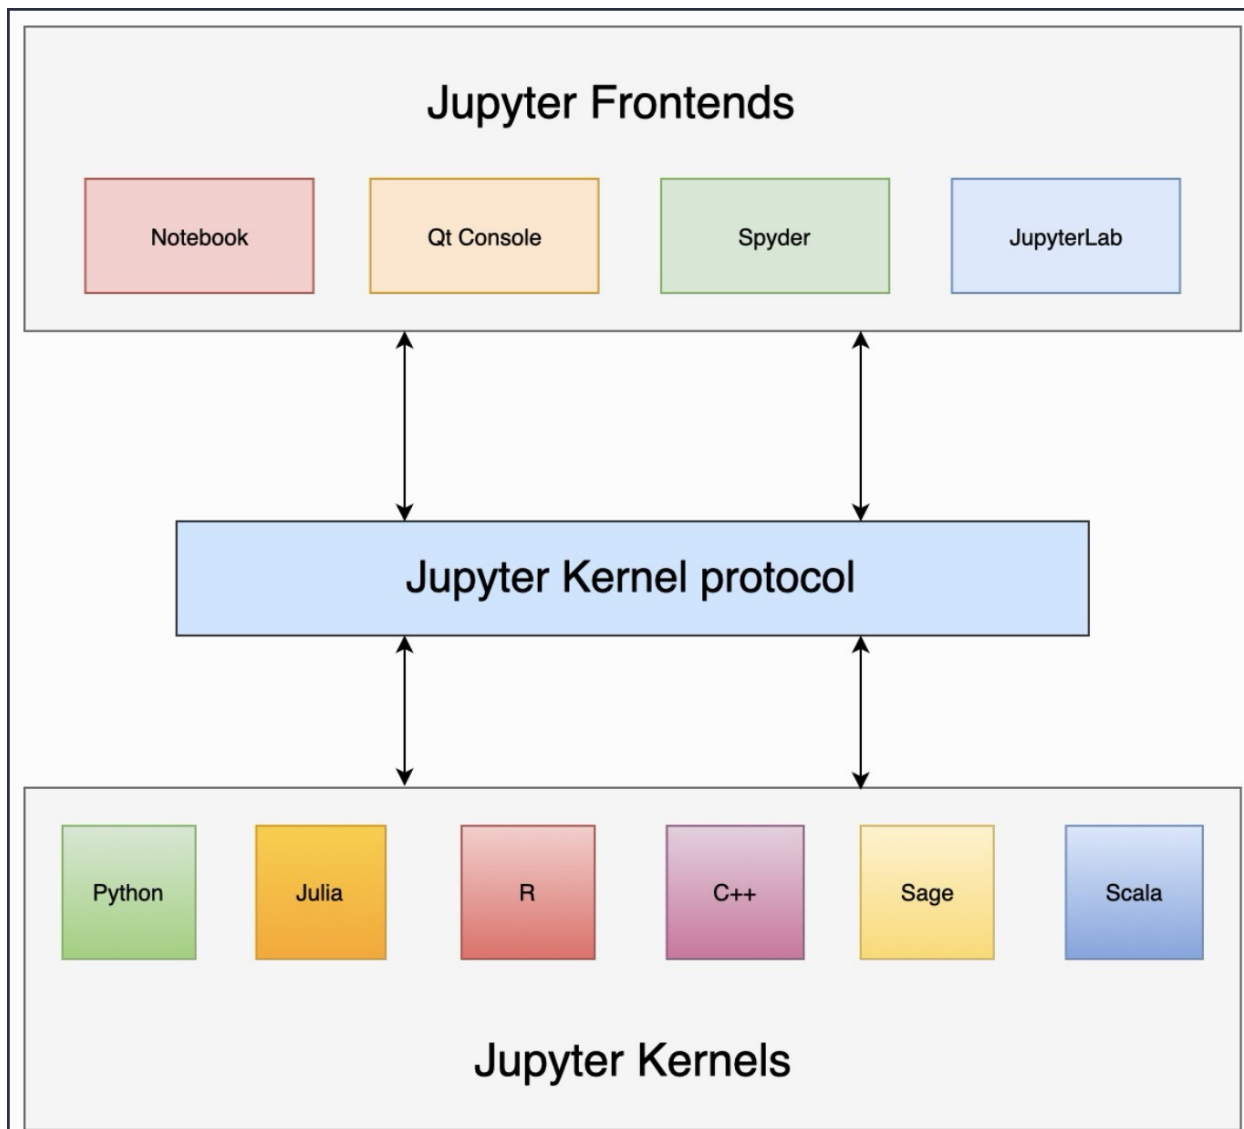 Jupyter Frontends
Notebook
Qt Console
Spyder
JupyterLab
Jupyter Kernel protocol
Python
Julia
R
C++
Sage
Scala
Jupyter Kernels